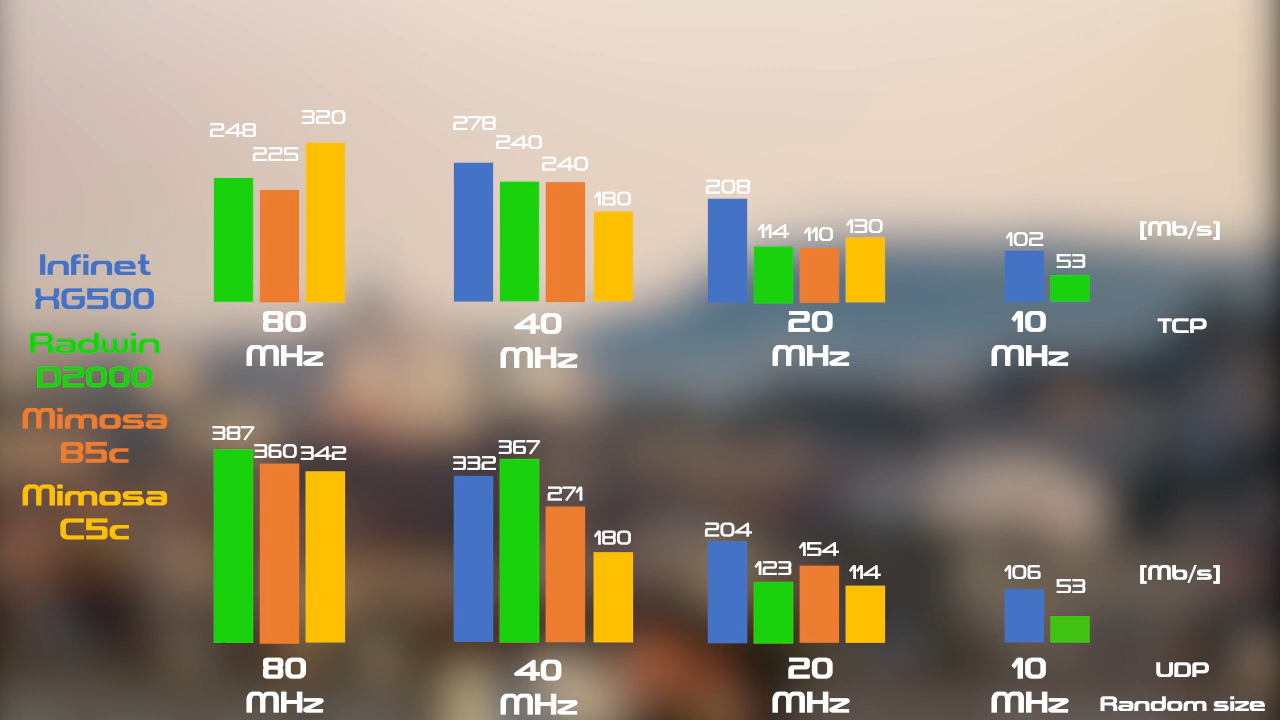 248
225
320
278
240
240
180
208
114
110
130
102
53
[Mb/s]
80
MHz
40
MHz
20
MHz
10
MHz
TCP
Infinet
XG500
Radwin
D2000
Mimosa
B5c
Mimosa
C5c
387
360
342
332
367
271
180
204
123
154
114
106
53
[Mb/s]
80
MHz
40
MHz
20
MHz
10
MHz
UDP
Random size